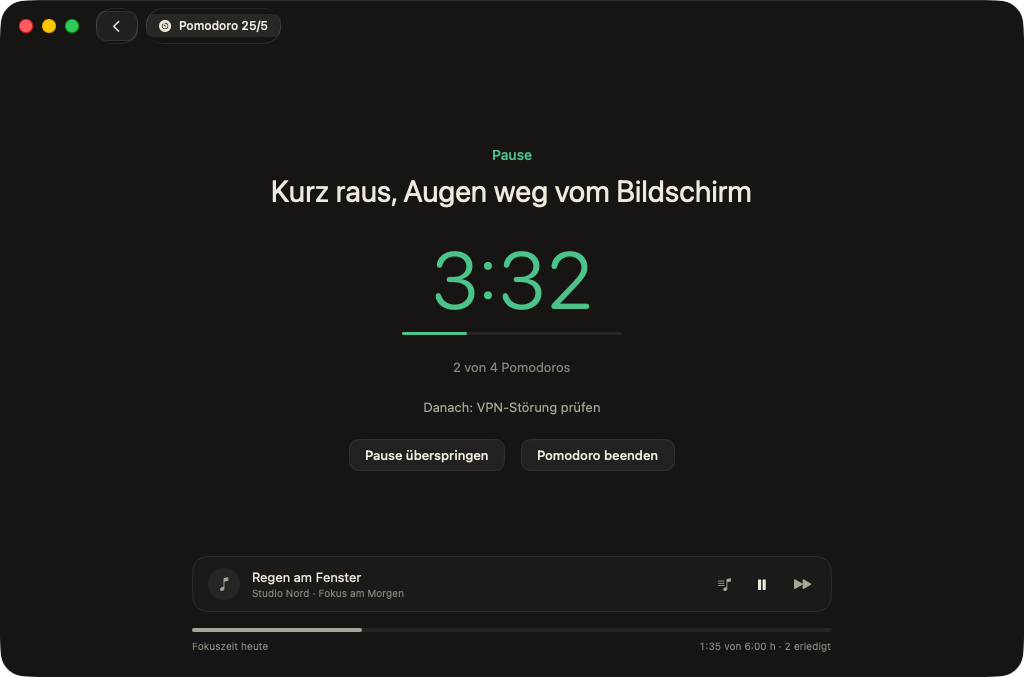 Pomodoro 25/5
Pause
Kurz raus, Augen weg vom Bildschirm
3:32
2 von 4 Pomodoros
Danach: VPN-Störung prüfen
Pause überspringen
Pomodoro beenden
Regen am Fenster
Studio Nord · Fokus am Morgen
Fokuszeit heute
1:35 von 6:00 h · 2 erledigt